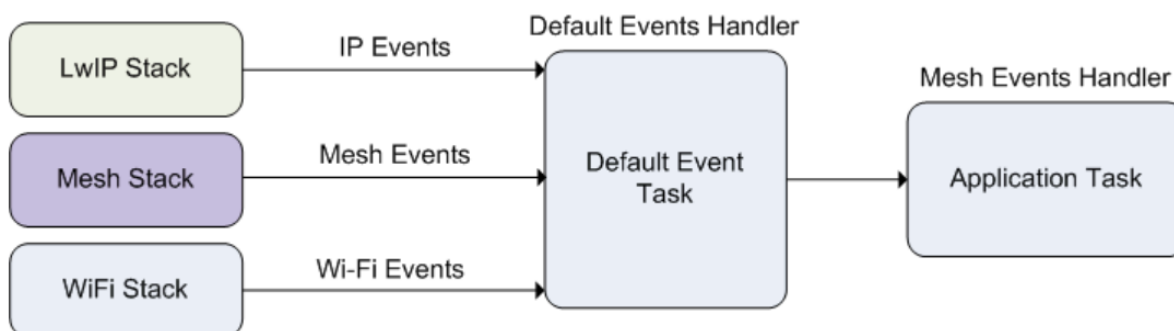 Default Events Handler
LwIP Stack
IP Events
Mesh Events Handler
Mesh Stack
Mesh Events
Default Event
Task
Application Task
WiFi Stack
Wi-Fi Events